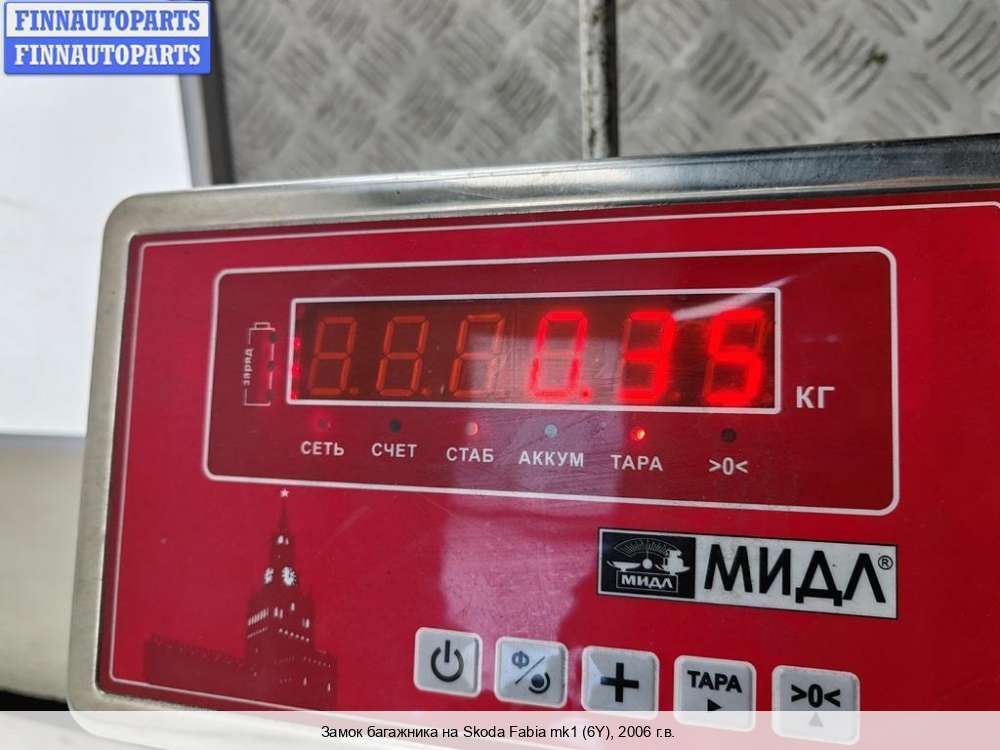 FINNAUTOPARTS
FINNAUTOPARTS
заряд
0.35
КГ
СЕТЬ СЧЕТ СТАБ АККУМ ТАРА >0<
МИДЛ МИДЛ®
Ф
+ ТАРА >0<
Замок багажника на Skoda Fabia mk1 (6Y), 2006 г.в.